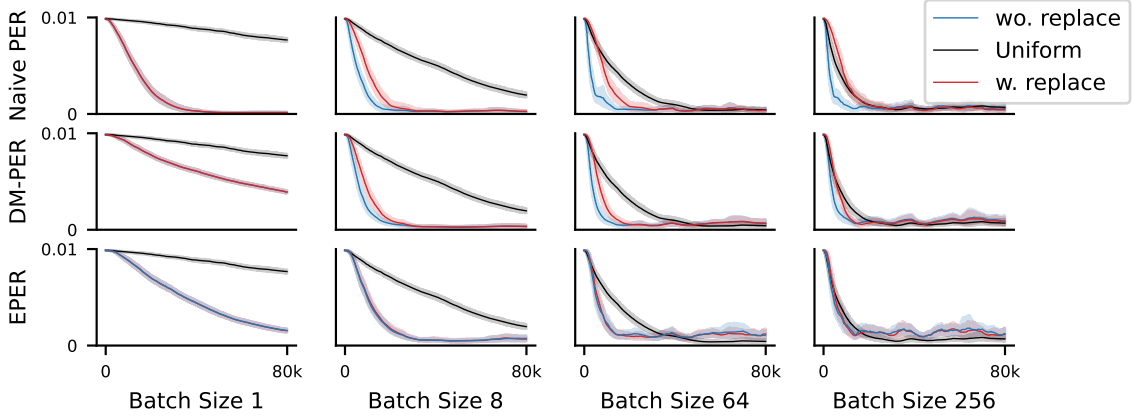 Naive PER
0.01
0
wo. replace
Uniform
w. replace
DM-PER
0.01
0
EPER
0.01
0
0 80k
0 80k
0 80k
0 80k
Batch Size 1
Batch Size 8
Batch Size 64
Batch Size 256